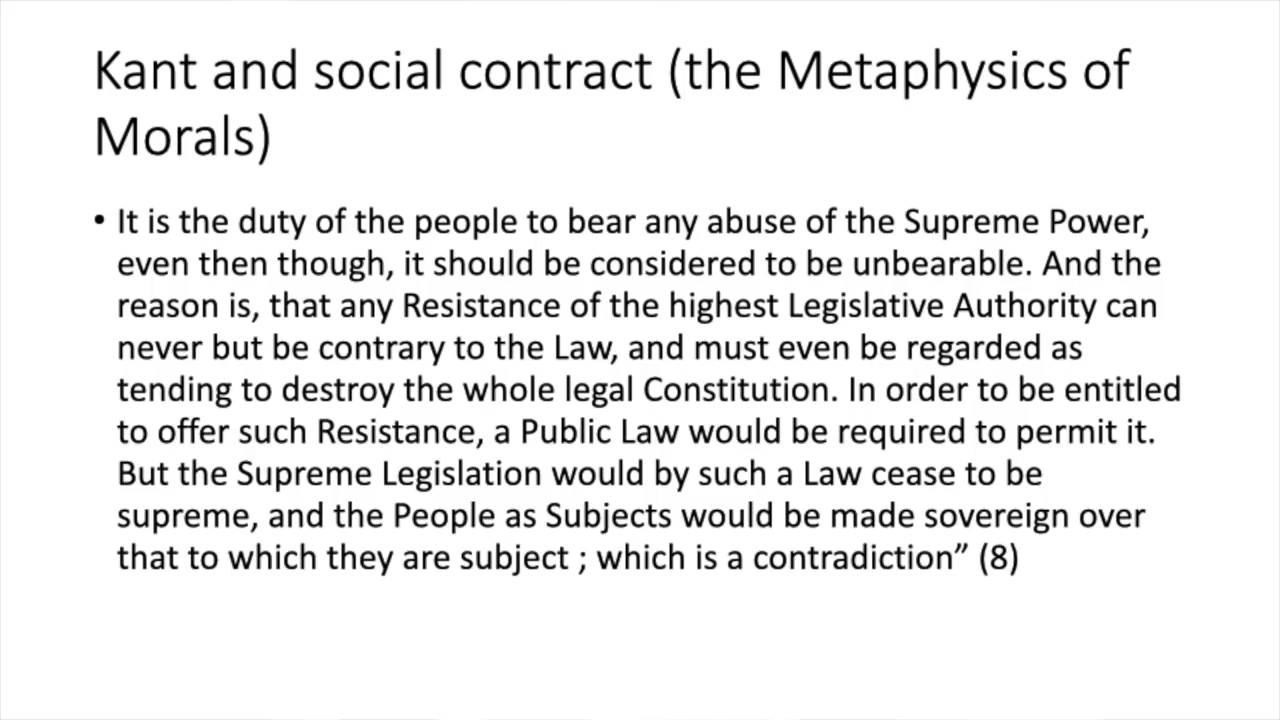 Kant and social contract (the Metaphysics of
Morals)
• It is the duty of the people to bear any abuse of the Supreme Power,
even then though, it should be considered to be unbearable. And the
reason is, that any Resistance of the highest Legislative Authority can
never but be contrary to the Law, and must even be regarded as
tending to destroy the whole legal Constitution. In order to be entitled
to offer such Resistance, a Public Law would be required to permit it.
But the Supreme Legislation would by such a Law cease to be
supreme, and the People as Subjects would be made sovereign over
that to which they are subject ; which is a contradiction” (8)